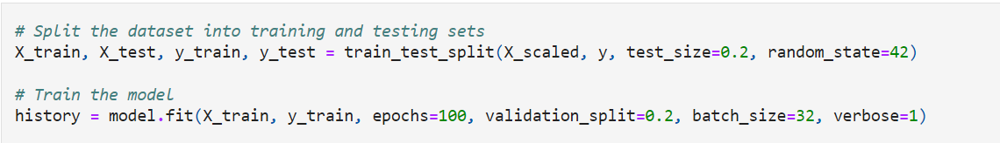 # Split the dataset into training and testing sets
X_train, X_test, y_train, y_test = train_test_split(X_scaled, y, test_size=0.2, random_state=42)
# Train the model
history = model.fit(X_train, y_train, epochs=100, validation_split=0.2, batch_size=32, verbose=1)